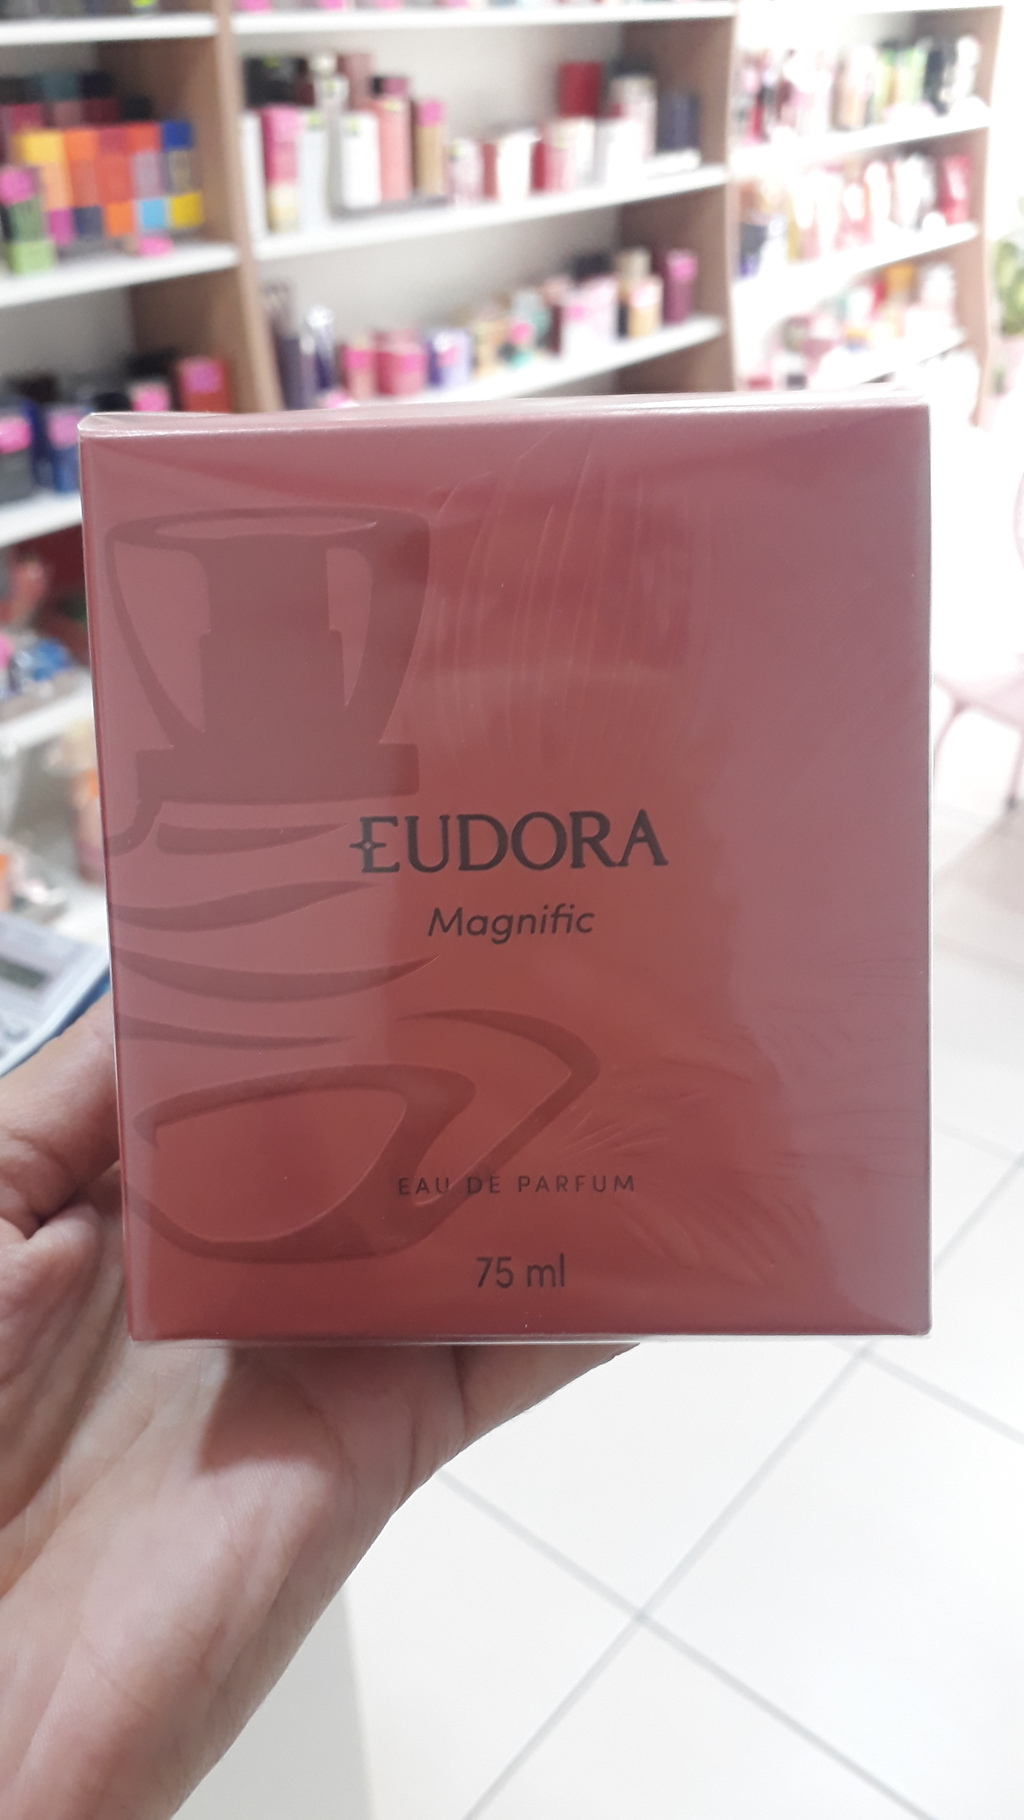 EUDORA
Magnific
EAU DE PARFUM
75 ml